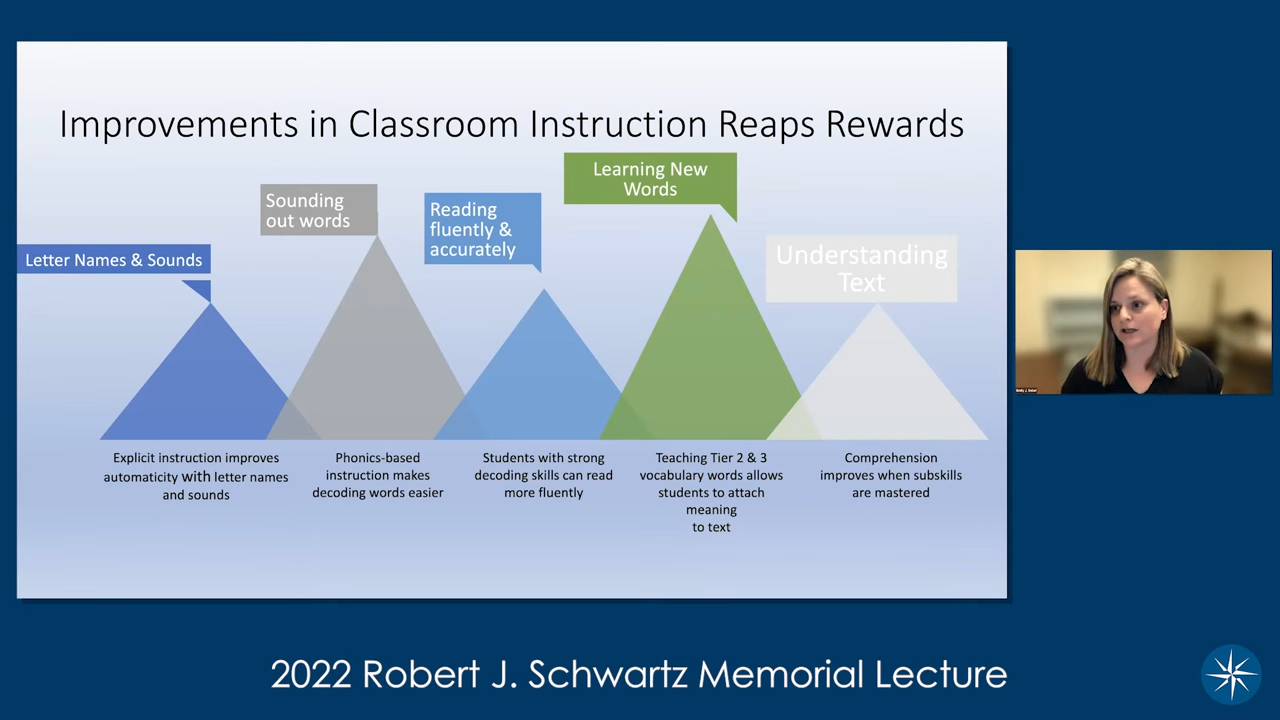 Improvements in Classroom Instruction Reaps Rewards
Letter Names & Sounds
Sounding
out words
Reading
fluently &
accurately
Learning New
Words
Understanding
Text
Explicit instruction improves
automaticity with letter names
and sounds
Phonics-based
instruction makes
decoding words easier
Students with strong
decoding skills can read
more fluently
Teaching Tier 2 & 3
vocabulary words allows
students to attach
meaning
to text
Comprehension
improves when subskills
are mastered
2022 Robert J. Schwartz Memorial Lecture